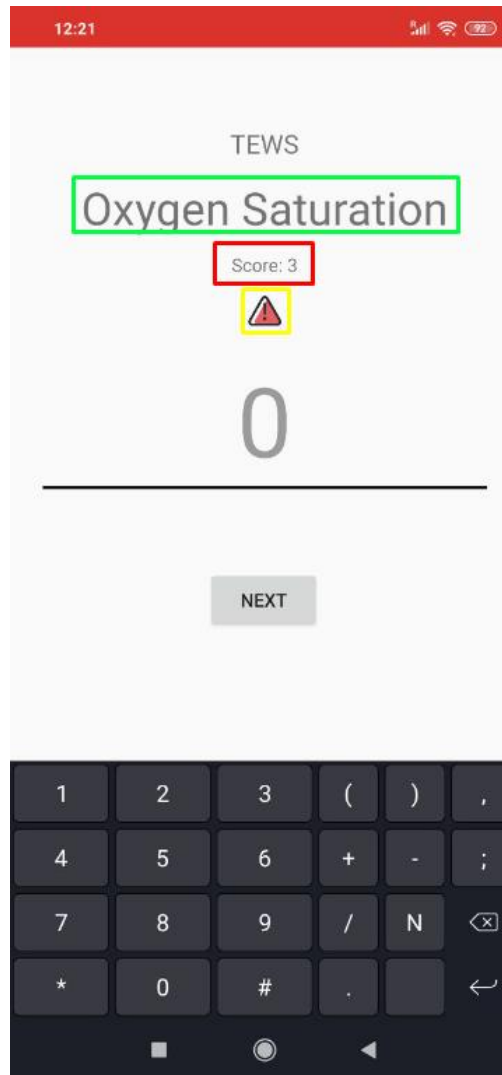 12:21
R
92
TEWS
Oxygen Saturation
Score: 3
!
0
NEXT
1 2 3 ( ) ,
4 5 6 + - ;
7 8 9 / N
* 0 # .